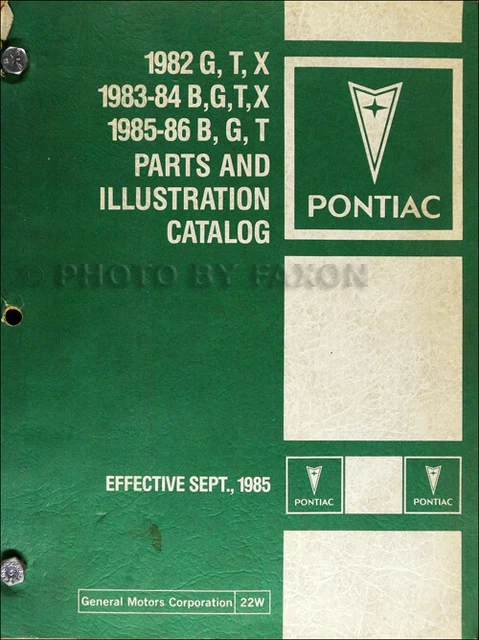 1982 G, T, X
1983-84 B,G,T,X
1985-86 B, G, T
PARTS AND
ILLUSTRATION
CATALOG
PONTIAC
© PHOTO BY FAXON
EFFECTIVE SEPT., 1985
PONTIAC
PONTIAC
General Motors Corporation 22W